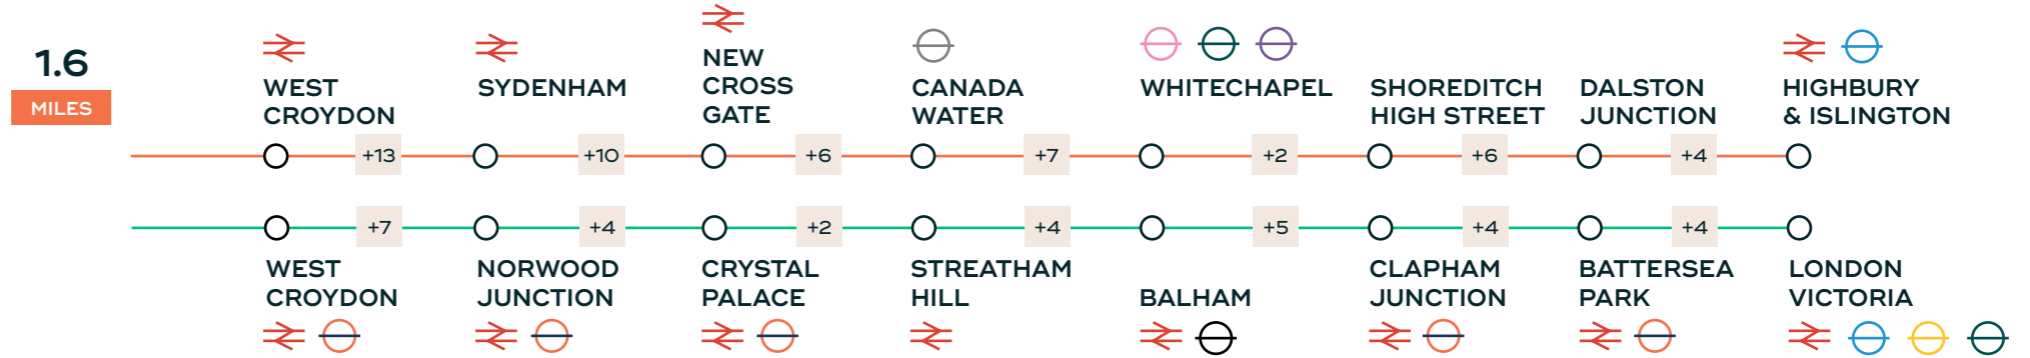 1.6
MILES
WEST
CROYDON
SYDENHAM
NEW
CROSS
GATE
CANADA
WATER
WHITECHAPEL
SHOREDITCH
HIGH STREET
DALSTON
JUNCTION
HIGHBURY
& ISLINGTON
+13
+10
+6
+7
+2
+6
+4
+7
+4
+2
+4
+5
+4
+4
WEST
CROYDON
NORWOOD
JUNCTION
CRYSTAL
PALACE
STREATHAM
HILL
BALHAM
CLAPHAM
JUNCTION
BATTERSEA
PARK
LONDON
VICTORIA